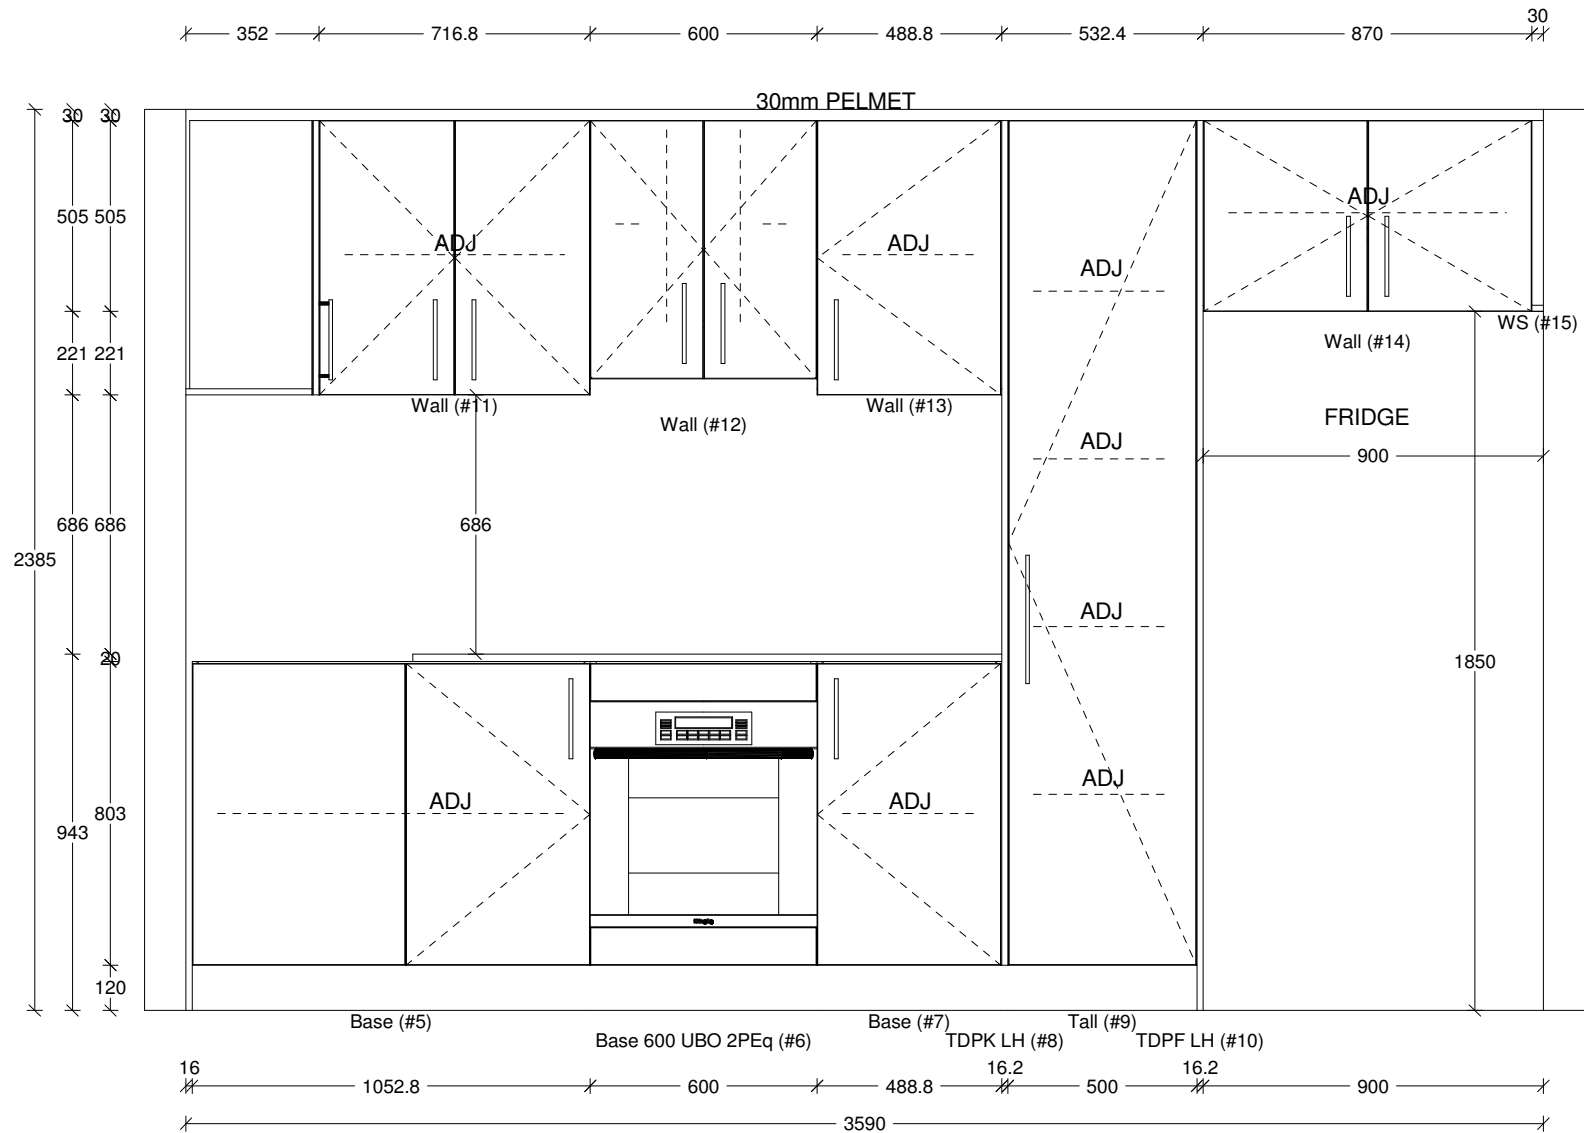 30
352 716.8 600 488.8 532.4 870
30mm PELMET
30 30
505 505
ADJ ADJ ADJ
ADJ
WS (#15)
Wall (#14)
221 221
Wall (#11) Wall (#13)
Wall (#12)
FRIDGE
ADJ
900
686 686 686
2385
ADJ
20
1850
ADJ
ADJ ADJ
803
943
120
Base (#5) Base (#7) Tall (#9)
Base 600 UBO 2PEq (#6) TDPK LH (#8) TDPF LH (#10)
16 16.2 16.2
1052.8 600 488.8 500 900
3590